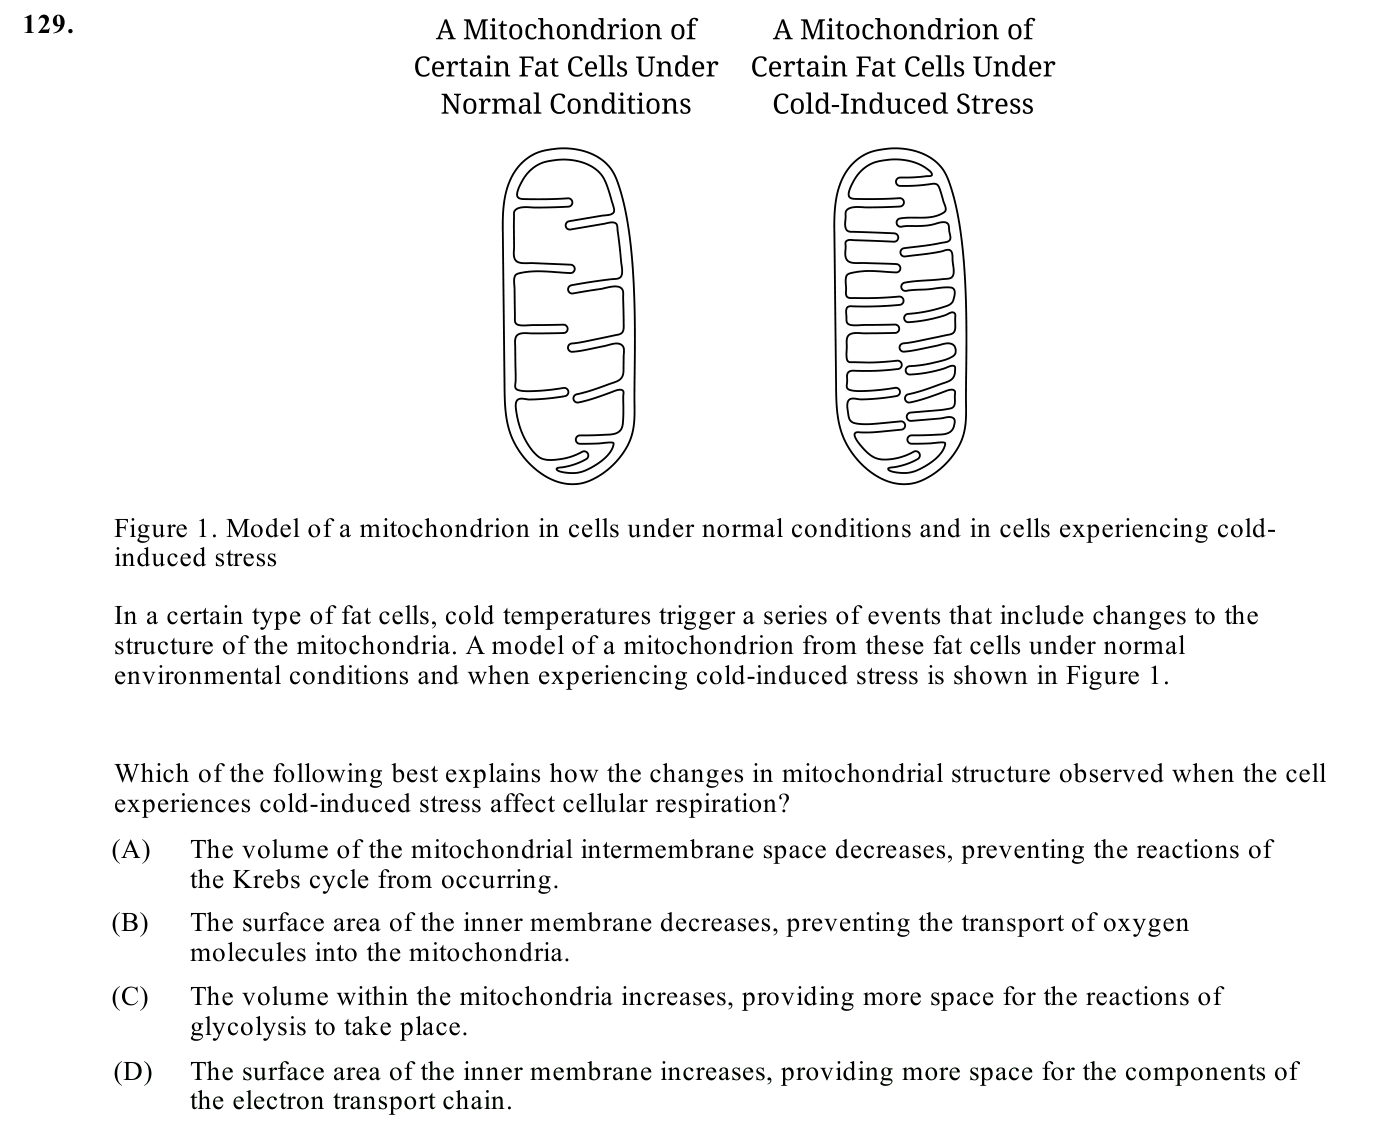 129.
A Mitochondrion of
Certain Fat Cells Under
Normal Conditions
A Mitochondrion of
Certain Fat Cells Under
Cold-Induced Stress
Figure 1. Model of a mitochondrion in cells under normal conditions and in cells experiencing cold-
induced stress
In a certain type of fat cells, cold temperatures trigger a series of events that include changes to the
structure of the mitochondria. A model of a mitochondrion from these fat cells under normal
environmental conditions and when experiencing cold-induced stress is shown in Figure 1.
Which of the following best explains how the changes in mitochondrial structure observed when the cell
experiences cold-induced stress affect cellular respiration?
(A) The volume of the mitochondrial intermembrane space decreases, preventing the reactions of
the Krebs cycle from occurring.
(B) The surface area of the inner membrane decreases, preventing the transport of oxygen
molecules into the mitochondria.
(C) The volume within the mitochondria increases, providing more space for the reactions of
glycolysis to take place.
(D) The surface area of the inner membrane increases, providing more space for the components of
the electron transport chain.